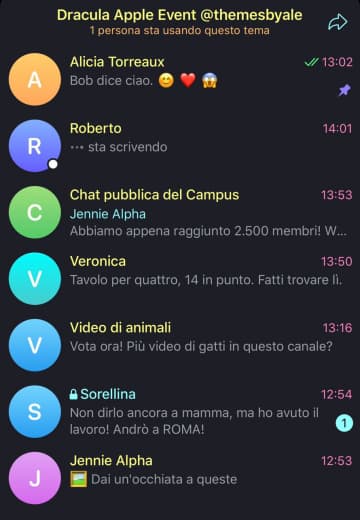 Dracula Apple Event @themesbyale
1 persona sta usando questo tema
A
Alicia Torreaux
13:02
Bob dice ciao. 😊 ❤️ 😱
R
Roberto
14:01
sta scrivendo
C
Chat pubblica del Campus
13:53
Jennie Alpha
Abbiamo appena raggiunto 2.500 membri! W...
V
Veronica
13:50
Tavolo per quattro, 14 in punto. Fatti trovare lì.
V
Video di animali
13:16
Vota ora! Più video di gatti in questo canale?
S
Sorellina
12:54
Non dirlo ancora a mamma, ma ho avuto il
lavoro! Andrò a ROMA!
1
J
Jennie Alpha
12:53
Dai un'occhiata a queste